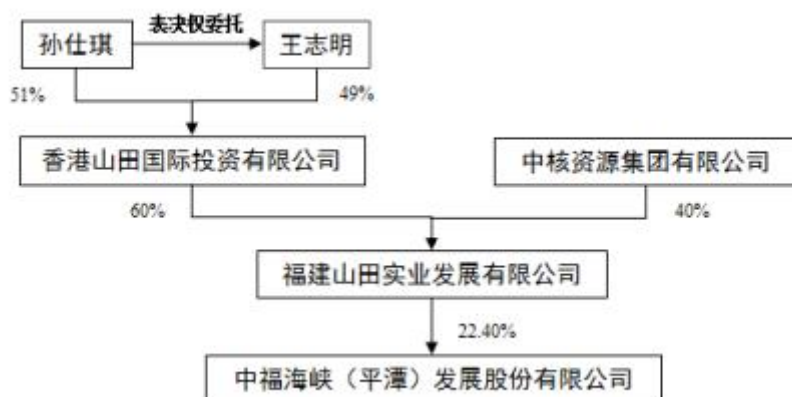 表决权委托
孙仕琪
王志明
51%
49%
香港山田国际投资有限公司
中核资源集团有限公司
60%
40%
福建山田实业发展有限公司
22.40%
中福海峡（平潭）发展股份有限公司